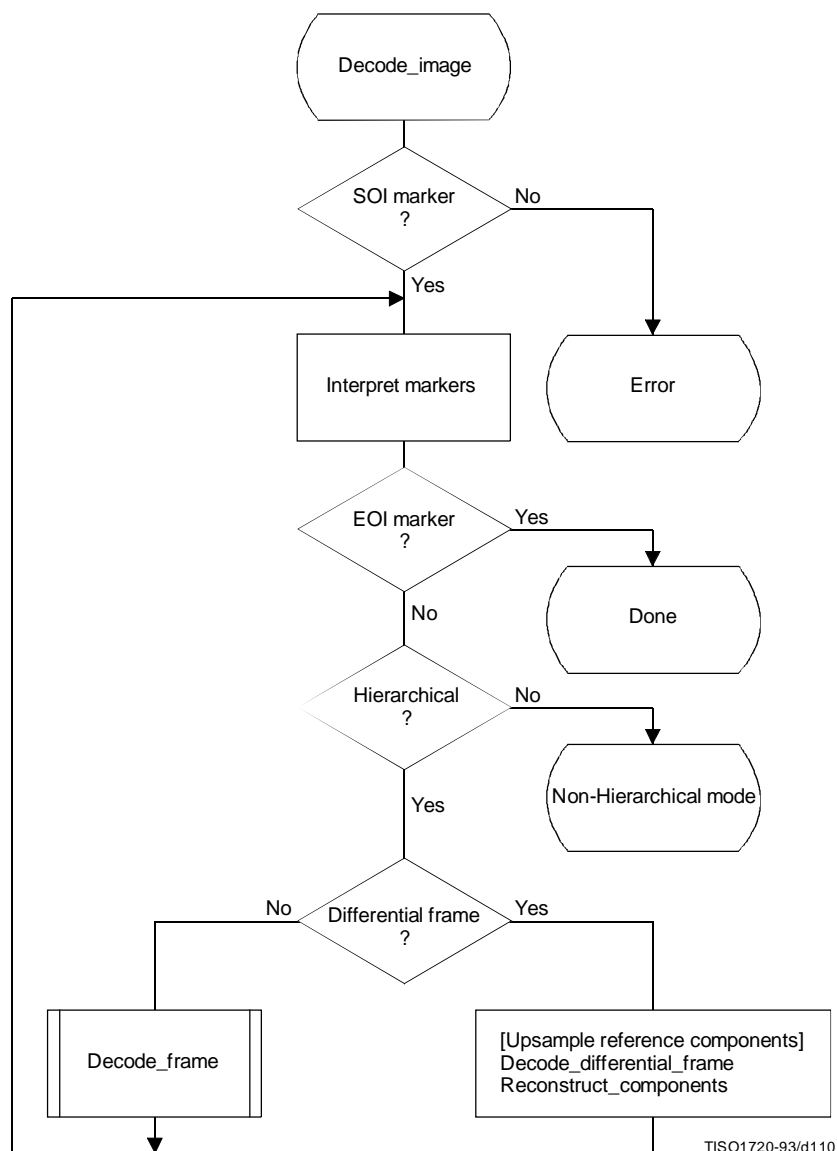 Decode_image
SOI marker
?
No
Yes
Interpret markers
Error
EOI marker
?
Yes
No
Done
Hierarchical
?
No
Yes
Non-Hierarchical mode
No
Differential frame
?
Yes
Decode_frame
[Upsample reference components]
Decode_differential_frame
Reconstruct_components
TISO1720-93/d110